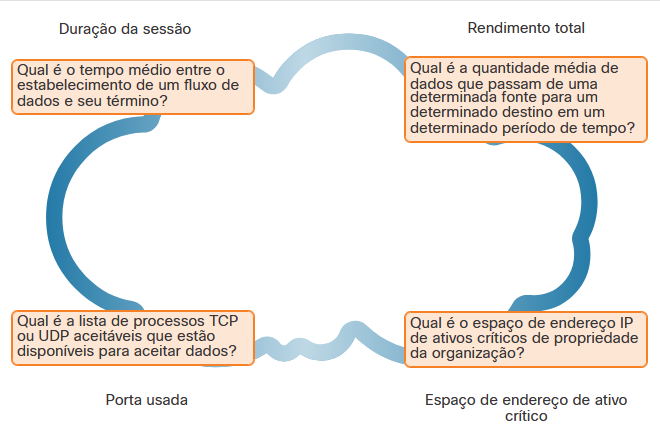 Duração da sessão
Rendimento total
Qual é o tempo médio entre o
estabelecimento de um fluxo de
dados e seu término?
Qual é a quantidade média de
dados que passam de uma
determinada fonte para um
determinado destino em um
determinado período de tempo?
Qual é a lista de processos TCP
ou UDP aceitáveis que estão
disponíveis para aceitar dados?
Qual é o espaço de endereço IP
de ativos críticos de propriedade
da organização?
Porta usada
Espaço de endereço de ativo
crítico